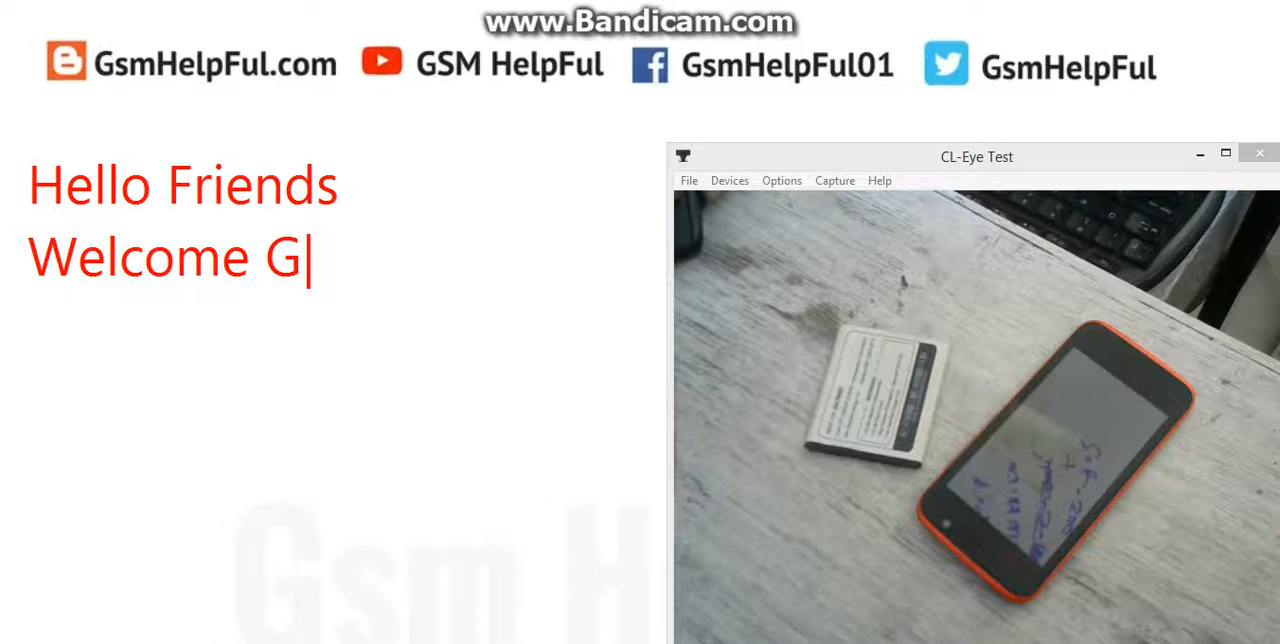 www.Bandicam.com
GsmHelpFul.com GSM HelpFul GsmHelpFul01 GsmHelpFul
Hello Friends
Welcome G
CL-Eye Test
File Devices Options Capture Help
Gsm H